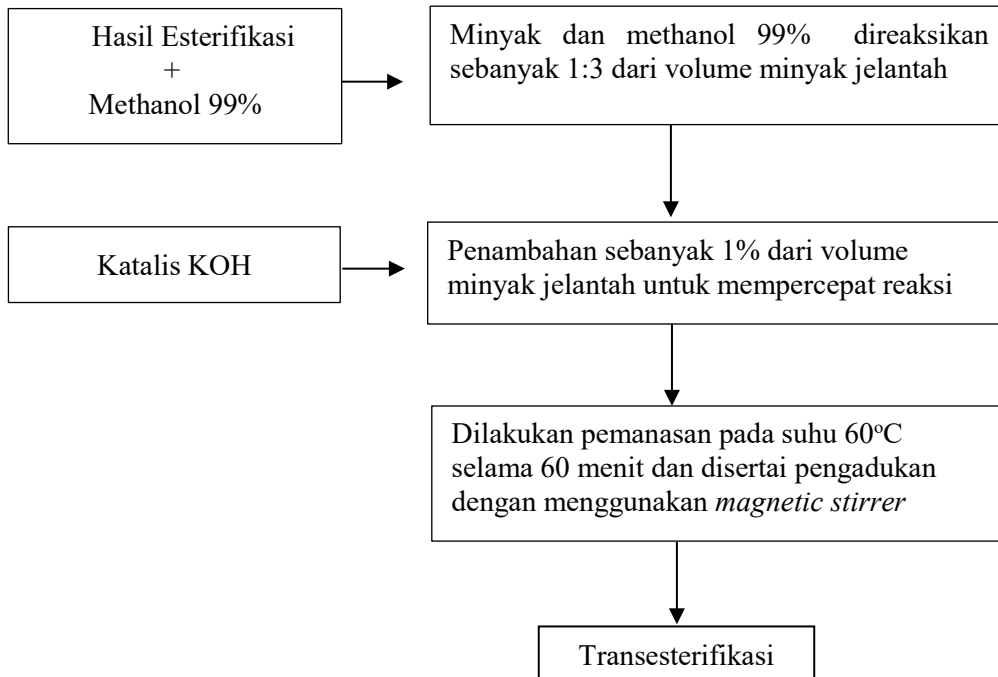 Hasil Esterifikasi
+
Methanol 99%
Minyak dan methanol 99% direaksikan
sebanyak 1:3 dari volume minyak jelantah
Katalis KOH
Penambahan sebanyak 1% dari volume
minyak jelantah untuk mempercepat reaksi
Dilakukan pemanasan pada suhu 60°C
selama 60 menit dan disertai pengadukan
dengan menggunakan magnetic stirrer
Transesterifikasi